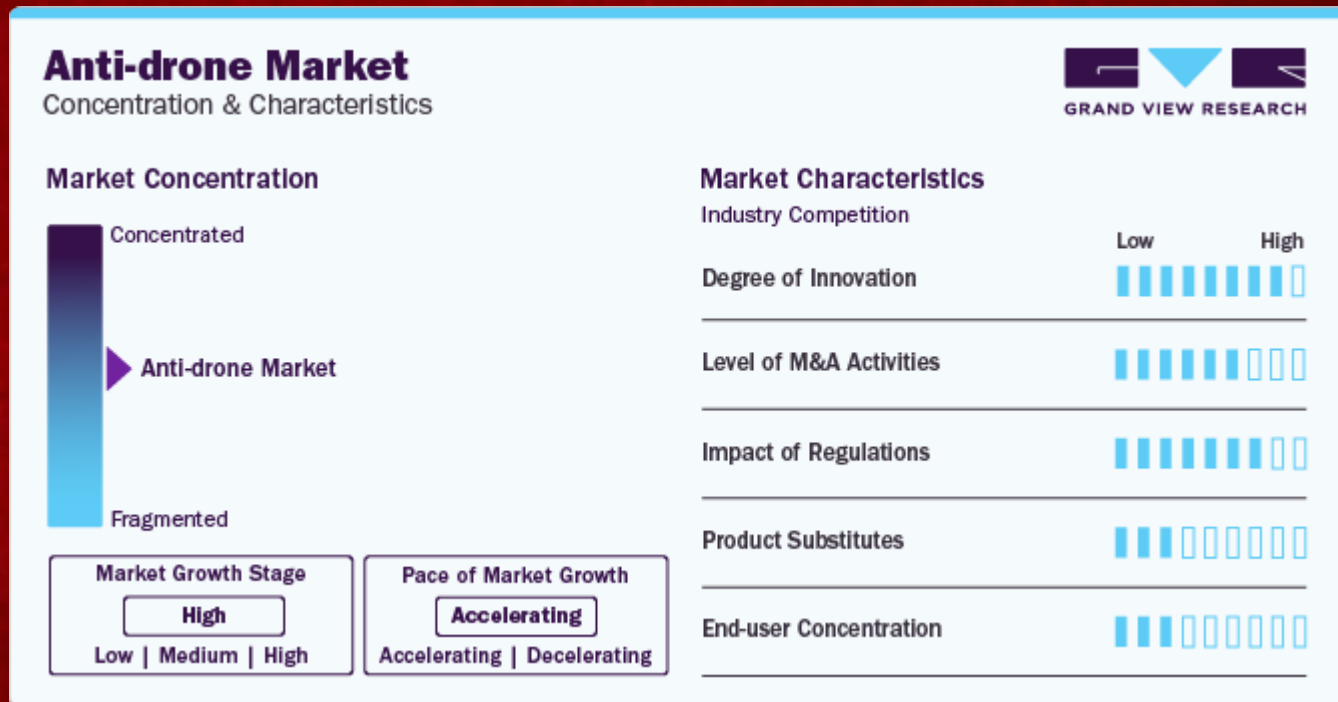 Anti-drone Market
Concentration & Characteristics
GRAND VIEW RESEARCH
Market Concentration
Concentrated
Anti-drone Market
Fragmented
Market Growth Stage
High
Low | Medium | High
Pace of Market Growth
Accelerating
Accelerating | Decelerating
Market Characteristics
Industry Competition
Low High
Degree of Innovation
Level of M&A Activities
Impact of Regulations
Product Substitutes
End-user Concentration